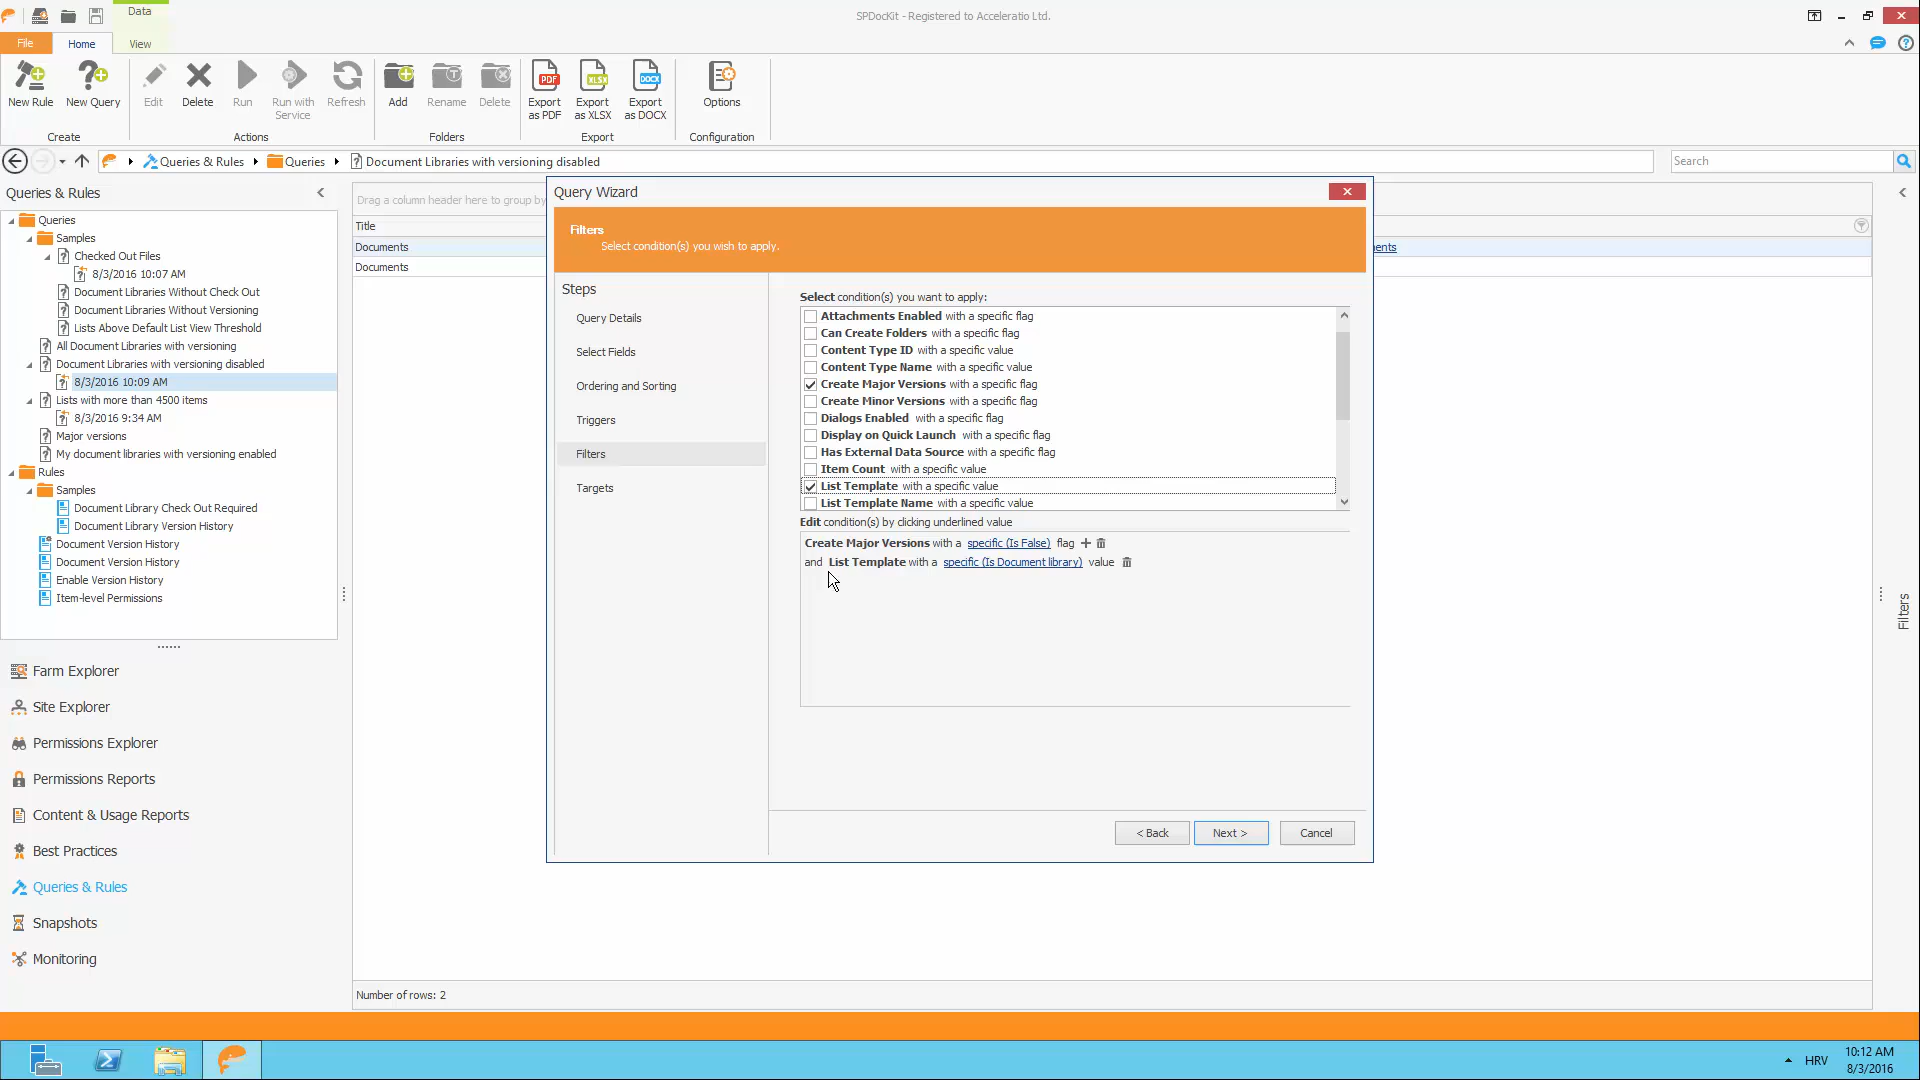 Data
SPDocKit - Registered to Acceleratio Ltd.
File
Home
View
New Rule
New Query
Edit
Delete
Run
Run with
Service
Refresh
Add
Rename
Delete
Export
as PDF
Export
as XLSX
Export
as DOCX
Options
Create
Actions
Folders
Export
Configuration
Queries & Rules
Queries
Document Libraries with versioning disabled
Search
Queries & Rules
Queries
Samples
Checked Out Files
8/3/2016 10:07 AM
Document Libraries Without Check Out
Document Libraries Without Versioning
Lists Above Default List View Threshold
All Document Libraries with versioning
Document Libraries with versioning disabled
8/3/2016 10:09 AM
Lists with more than 4500 items
8/3/2016 9:34 AM
Major versions
My document libraries with versioning enabled
Rules
Samples
Document Library Check Out Required
Document Library Version History
Document Version History
Document Version History
Enable Version History
Item-level Permissions
Farm Explorer
Site Explorer
Permissions Explorer
Permissions Reports
Content & Usage Reports
Best Practices
Queries & Rules
Snapshots
Monitoring
Drag a column header here to group by
Title
Documents
Documents
ents
Number of rows: 2
Filters
Query Wizard
Filters
Select condition(s) you wish to apply.
Steps
Query Details
Select Fields
Ordering and Sorting
Triggers
Filters
Targets
Select condition(s) you want to apply:
Attachments Enabled with a specific flag
Can Create Folders with a specific flag
Content Type ID with a specific value
Content Type Name with a specific value
Create Major Versions with a specific flag
Create Minor Versions with a specific flag
Dialogs Enabled with a specific flag
Display on Quick Launch with a specific flag
Has External Data Source with a specific flag
Item Count with a specific value
List Template with a specific value
List Template Name with a specific value
Edit condition(s) by clicking underlined value
Create Major Versions with a specific (Is False) flag
and List Template with a specific (Is Document library) value
< Back
Next >
Cancel
HRV
10:12 AM
8/3/2016